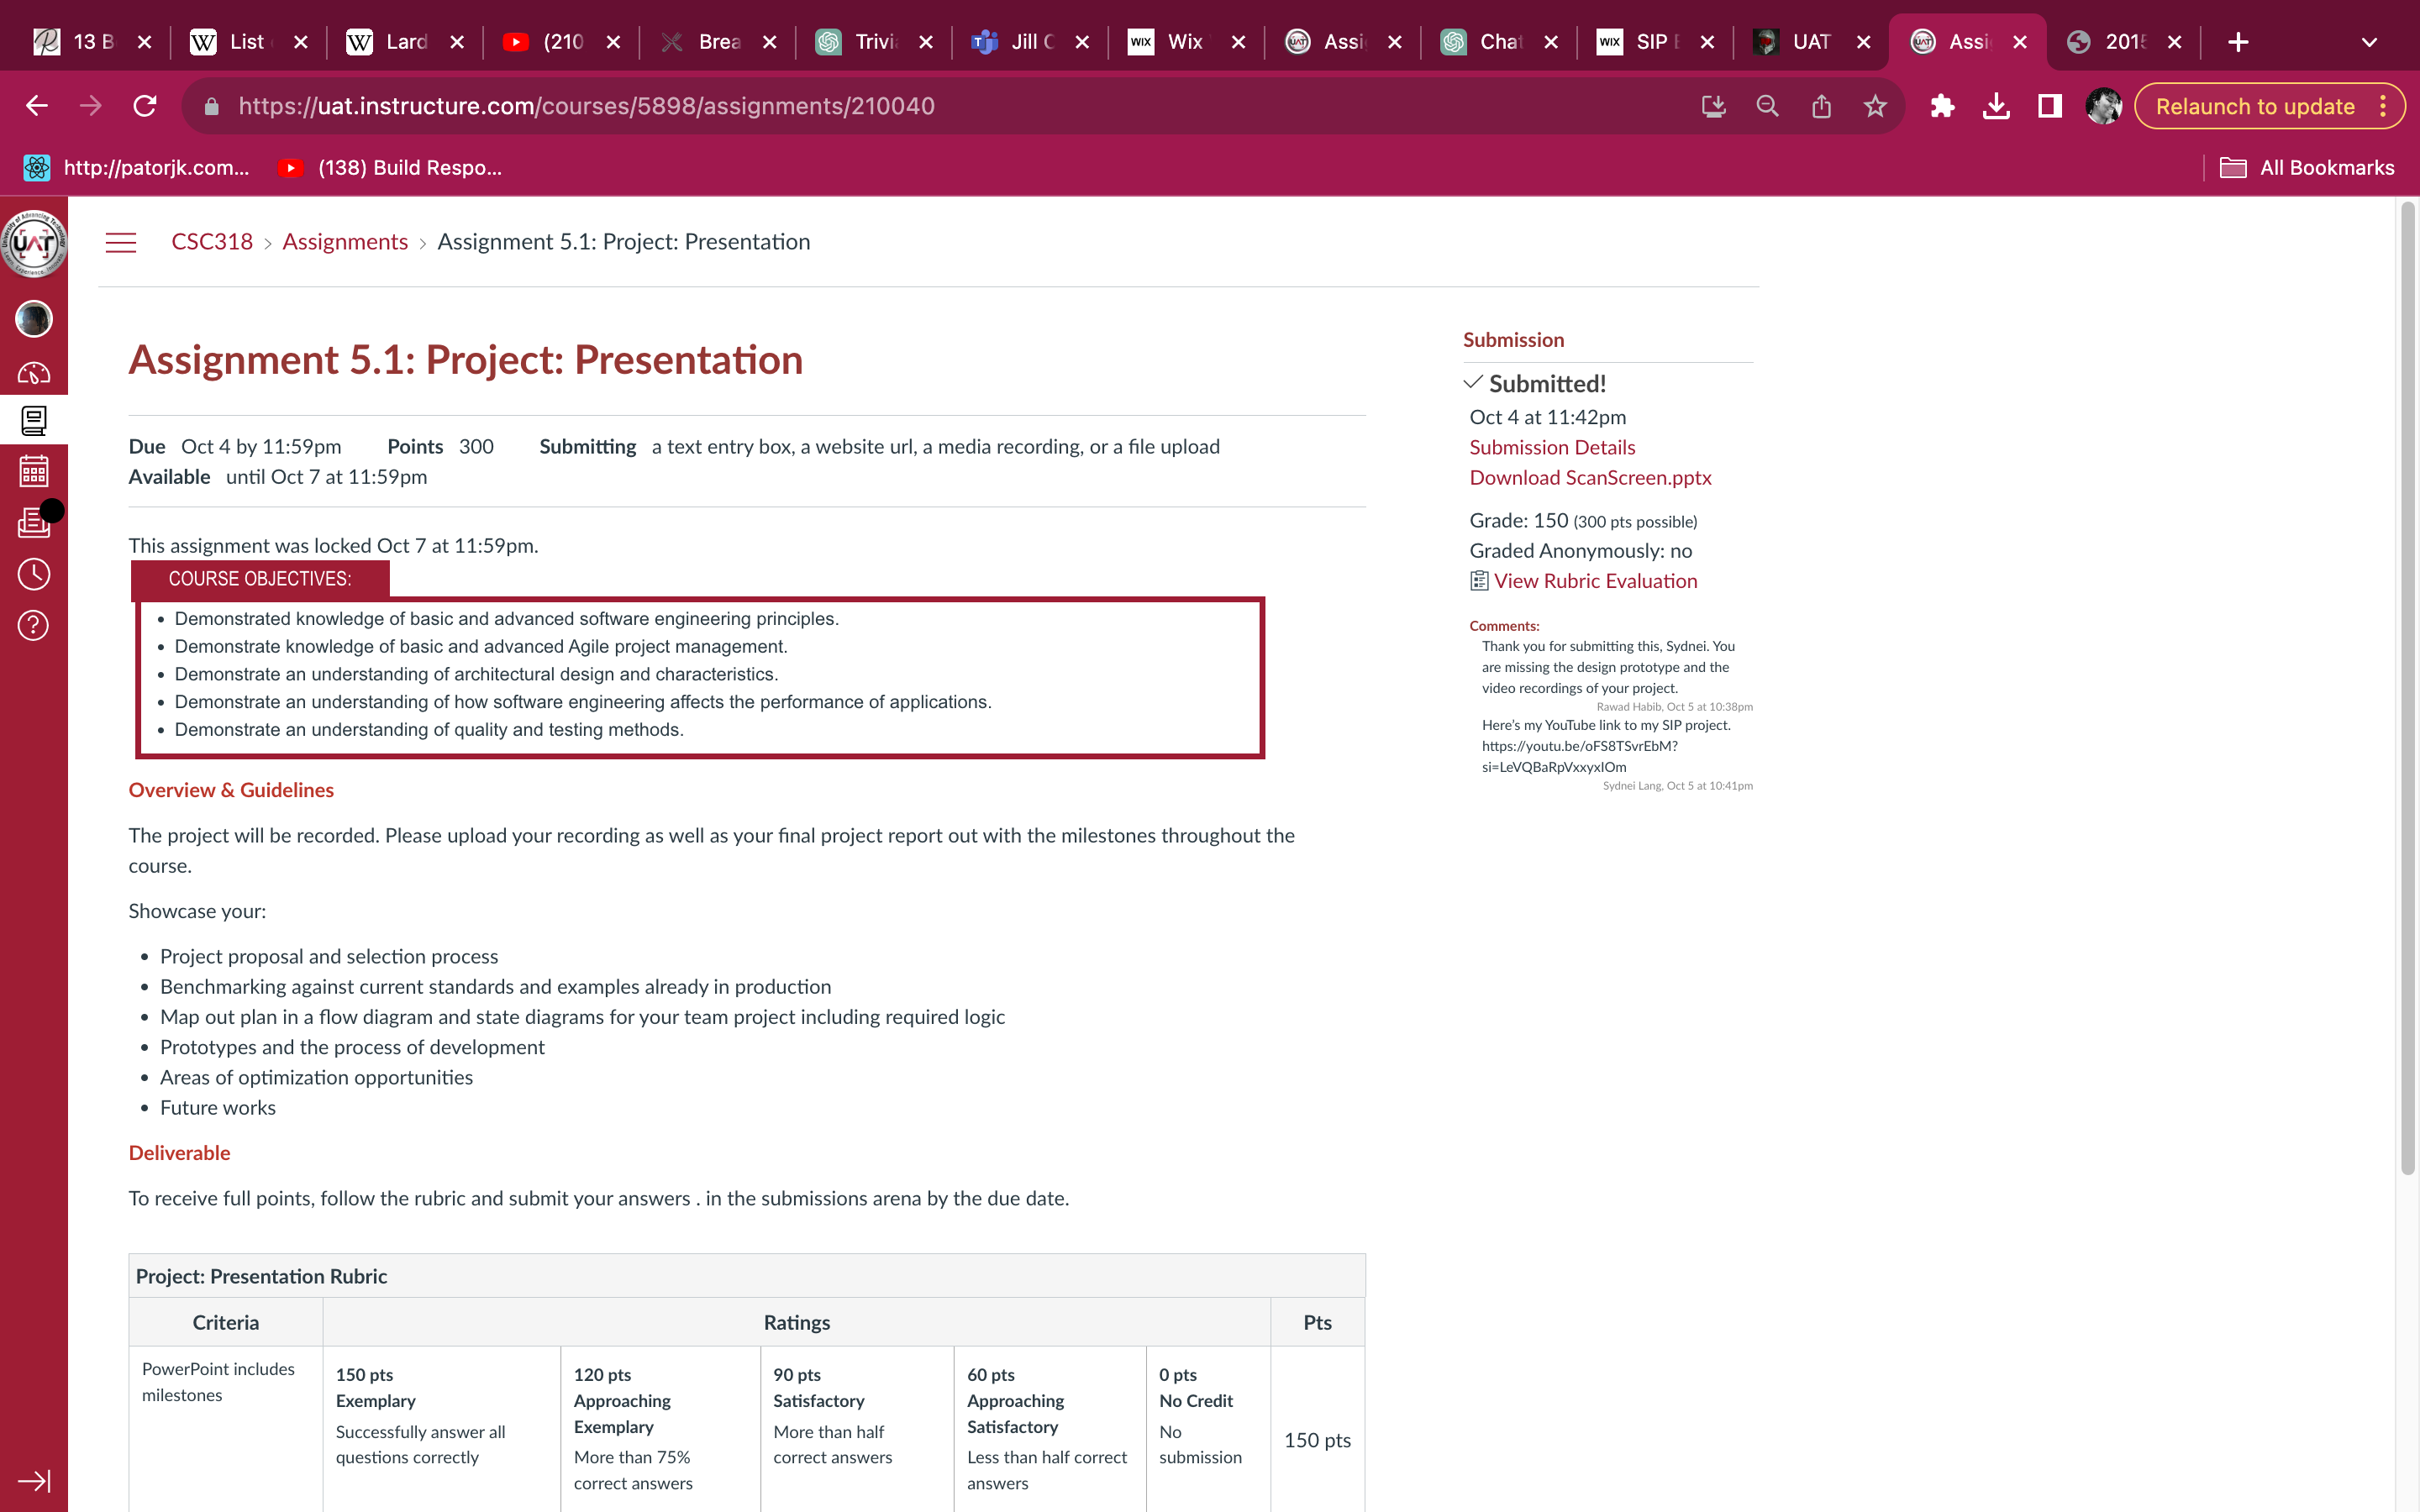 13 B
List
Lard
(210
Brea
Trivi
Jill C
WIX Wix
Assi
Chat
WIX SIP E
UAT
Assi
2015
https://uat.instructure.com/courses/5898/assignments/210040
Relaunch to update
http://patorjk.com...
(138) Build Respo...
All Bookmarks
UAT
CSC318 › Assignments › Assignment 5.1: Project: Presentation
Assignment 5.1: Project: Presentation
Due Oct 4 by 11:59pm Points 300 Submitting a text entry box, a website url, a media recording, or a file upload
Available until Oct 7 at 11:59pm
This assignment was locked Oct 7 at 11:59pm.
COURSE OBJECTIVES:
• Demonstrated knowledge of basic and advanced software engineering principles.
• Demonstrate knowledge of basic and advanced Agile project management.
• Demonstrate an understanding of architectural design and characteristics.
• Demonstrate an understanding of how software engineering affects the performance of applications.
• Demonstrate an understanding of quality and testing methods.
Overview & Guidelines
The project will be recorded. Please upload your recording as well as your final project report out with the milestones throughout the
course.
Showcase your:
• Project proposal and selection process
• Benchmarking against current standards and examples already in production
• Map out plan in a flow diagram and state diagrams for your team project including required logic
• Prototypes and the process of development
• Areas of optimization opportunities
• Future works
Deliverable
To receive full points, follow the rubric and submit your answers . in the submissions arena by the due date.
Project: Presentation Rubric
Criteria Ratings Pts
PowerPoint includes
milestones
150 pts
Exemplary
Successfully answer all
questions correctly
120 pts
Approaching
Exemplary
More than 75%
correct answers
90 pts
Satisfactory
More than half
correct answers
60 pts
Approaching
Satisfactory
Less than half correct
answers
0 pts
No Credit
No
submission
150 pts
Submission
Submitted!
Oct 4 at 11:42pm
Submission Details
Download ScanScreen.pptx
Grade: 150 (300 pts possible)
Graded Anonymously: no
View Rubric Evaluation
Comments:
Thank you for submitting this, Sydnei. You
are missing the design prototype and the
video recordings of your project.
Rawad Habib, Oct 5 at 10:38pm
Here's my YouTube link to my SIP project.
https://youtu.be/oFS8TSvrEbM?
si=LeVQBaRpVxxyxIOm
Sydnei Lang, Oct 5 at 10:41pm